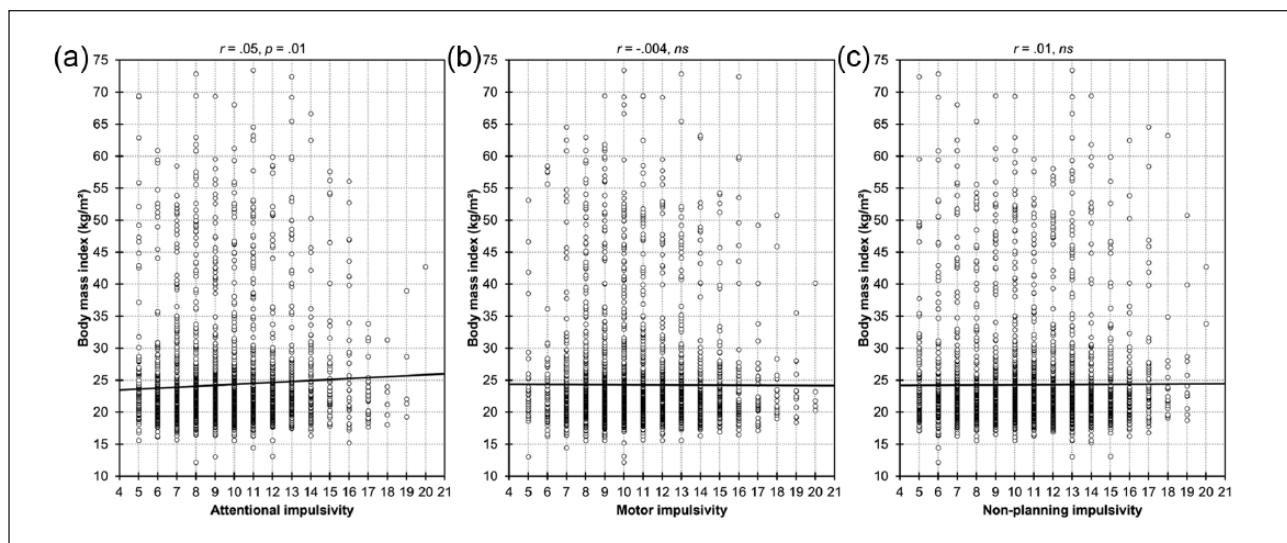 (a)
r = .05, p = .01
Body mass index (kg/m²)
75
70
65
60
55
50
45
40
35
30
25
20
15
10
4 5 6 7 8 9 10 11 12 13 14 15 16 17 18 19 20 21
Attentional impulsivity
(b)
r = -.004, ns
Body mass index (kg/m²)
75
70
65
60
55
50
45
40
35
30
25
20
15
10
4 5 6 7 8 9 10 11 12 13 14 15 16 17 18 19 20 21
Motor impulsivity
(c)
r = .01, ns
Body mass index (kg/m²)
75
70
65
60
55
50
45
40
35
30
25
20
15
10
4 5 6 7 8 9 10 11 12 13 14 15 16 17 18 19 20 21
Non-planning impulsivity